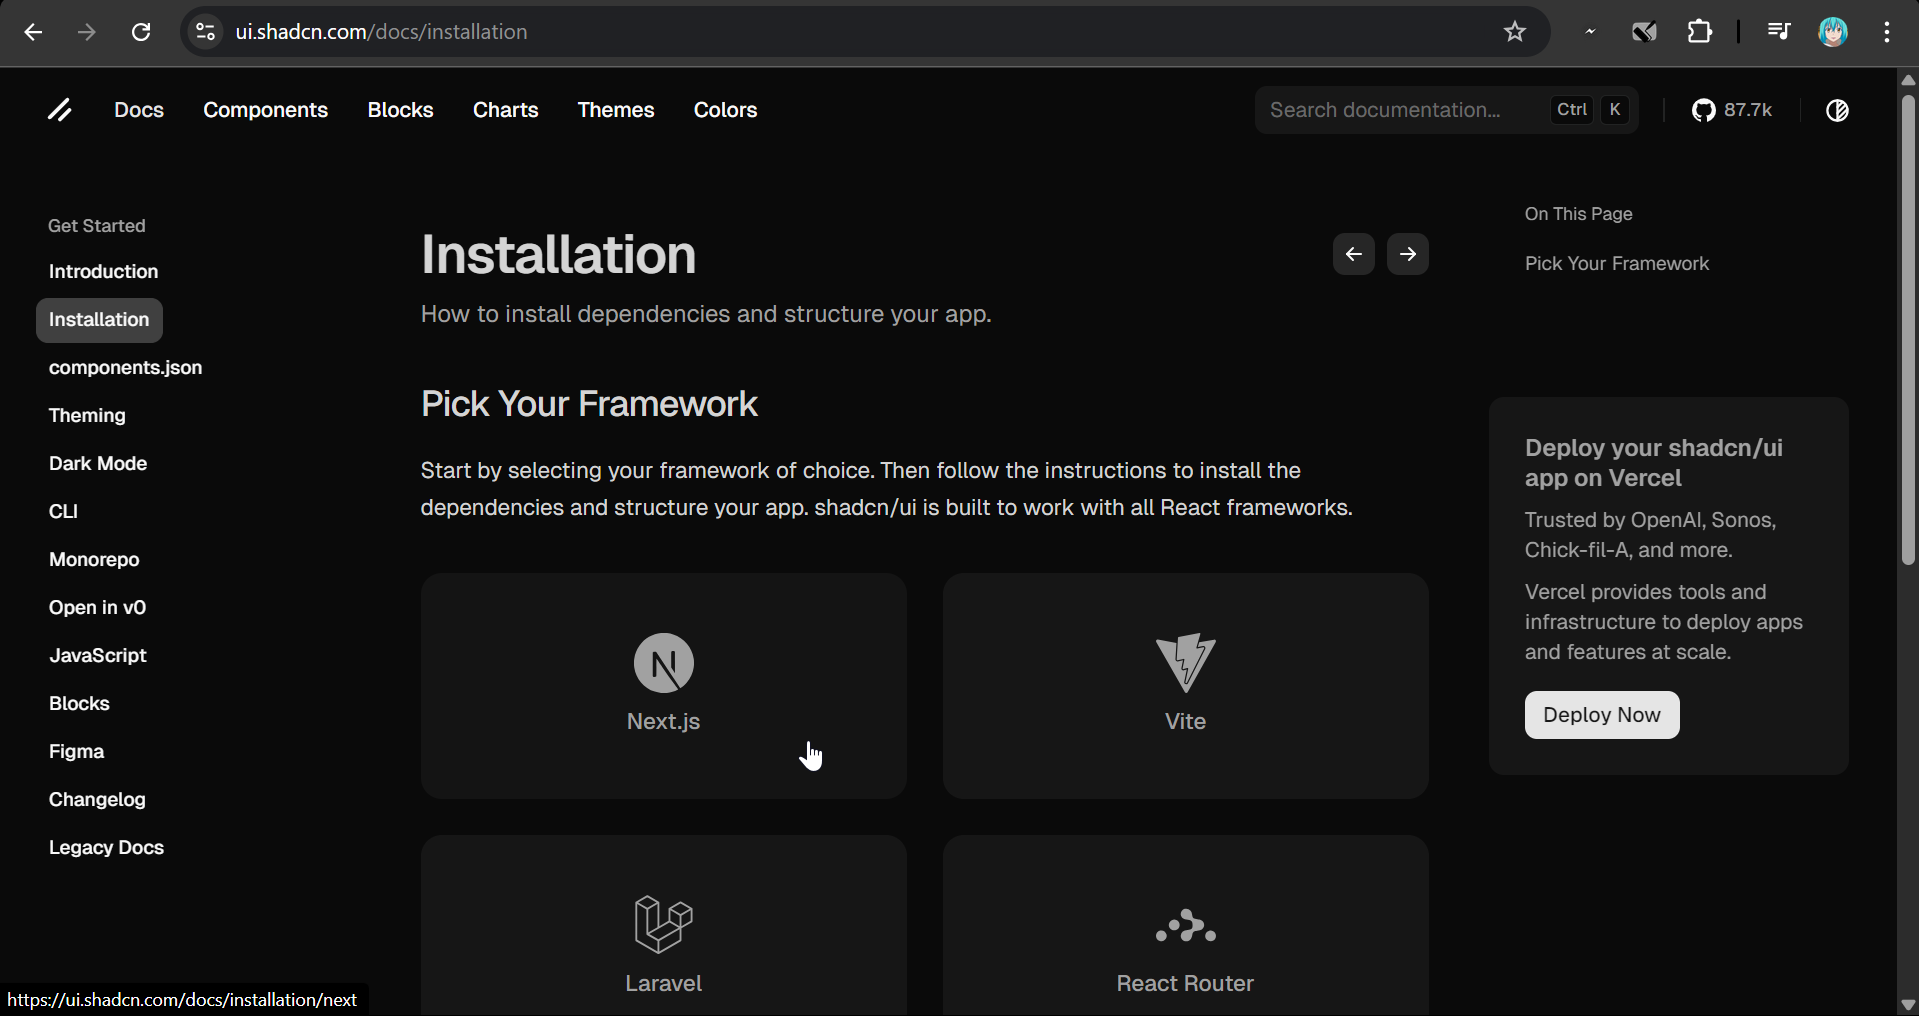 ui.shadcn.com/docs/installation
Docs
Components
Blocks
Charts
Themes
Colors
Search documentation...
Ctrl
K
87.7k
Get Started
Introduction
Installation
components.json
Theming
Dark Mode
CLI
Monorepo
Open in v0
JavaScript
Blocks
Figma
Changelog
Legacy Docs
Installation
How to install dependencies and structure your app.
Pick Your Framework
Start by selecting your framework of choice. Then follow the instructions to install the
dependencies and structure your app. shadcn/ui is built to work with all React frameworks.
Next.js
Vite
Laravel
React Router
On This Page
Pick Your Framework
Deploy your shadcn/ui
app on Vercel
Trusted by OpenAI, Sonos,
Chick-fil-A, and more.
Vercel provides tools and
infrastructure to deploy apps
and features at scale.
Deploy Now
https://ui.shadcn.com/docs/installation/next